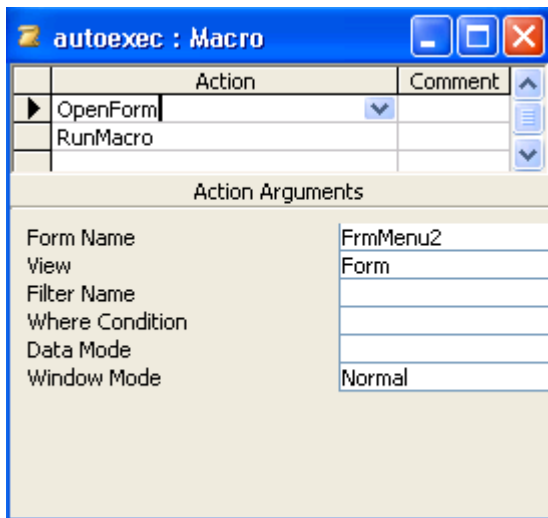 autoexec : Macro
Action Comment
OpenForm
RunMacro
Action Arguments
Form Name FrmMenu2
View Form
Filter Name
Where Condition
Data Mode
Window Mode Normal